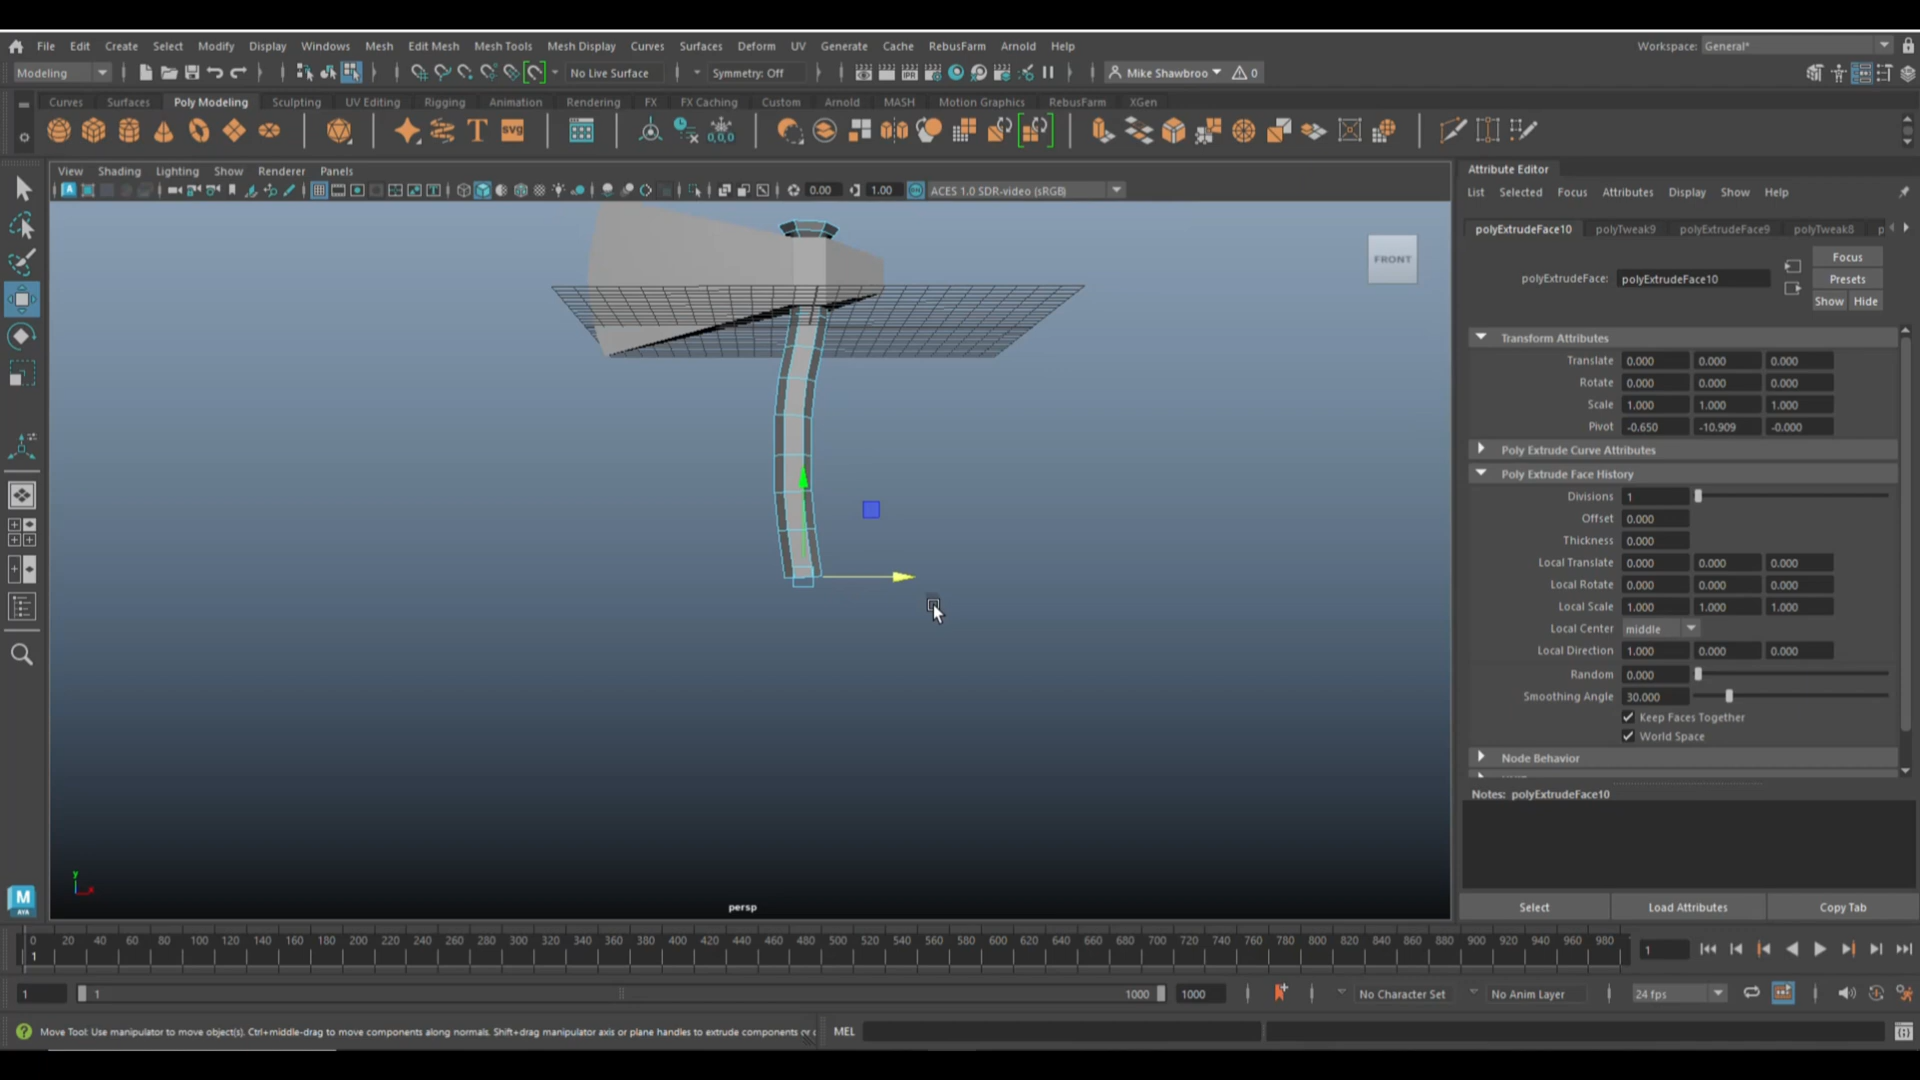 File Edit Create Select Modify Display Windows Mesh Edit Mesh Mesh Tools Mesh Display Curves Surfaces Deform UV Generate Cache RebusFarm Arnold Help Workspace: General*
Modeling No Live Surface Symmetry: Off IPR Mike Shawbroo 0
Curves Surfaces Poly Modeling Sculpting UV Editing Rigging Animation Rendering FX FX Caching Custom Arnold MASH Motion Graphics RebusFarm XGen
T SVG 0,0,0
View Shading Lighting Show Renderer Panels
0.00 1.00 ACES 1.0 SDR-video (sRGB)
FRONT
persp
y
x
Attribute Editor
List Selected Focus Attributes Display Show Help
polyExtrudeFace10 polyTweak9 polyExtrudeFace9 polyTweak8 p
Focus
polyExtrudeFace: polyExtrudeFace10 Presets
Show Hide
Transform Attributes
Translate 0.000 0.000 0.000
Rotate 0.000 0.000 0.000
Scale 1.000 1.000 1.000
Pivot -0.650 -10.909 -0.000
Poly Extrude Curve Attributes
Poly Extrude Face History
Divisions 1
Offset 0.000
Thickness 0.000
Local Translate 0.000 0.000 0.000
Local Rotate 0.000 0.000 0.000
Local Scale 1.000 1.000 1.000
Local Center middle
Local Direction 1.000 0.000 0.000
Random 0.000
Smoothing Angle 30.000
Keep Faces Together
World Space
Node Behavior
Notes: polyExtrudeFace10
Select Load Attributes Copy Tab
M
AYA
0 20 40 60 80 100 120 140 160 180 200 220 240 260 280 300 320 340 360 380 400 420 440 460 480 500 520 540 560 580 600 620 640 660 680 700 720 740 760 780 800 820 840 860 880 900 920 940 960 980
1 1
1 1 1000 1000 No Character Set No Anim Layer 24 fps
Move Tool: Use manipulator to move object(s). Ctrl+middle-drag to move components along normals. Shift+drag manipulator axis or plane handles to extrude components or MEL